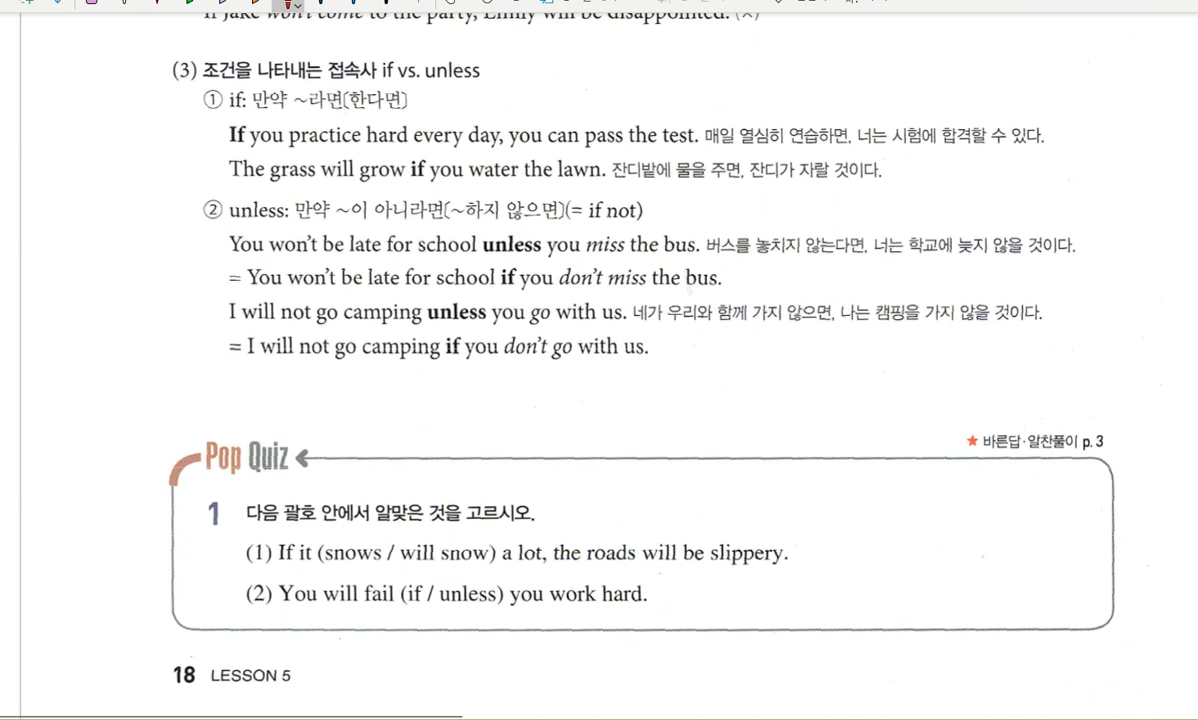 If Jake won't come to the party, Emily will be disappointed. (×)
(3) 조건을 나타내는 접속사 if vs. unless
① if: 만약 ~라면[한다면]
If you practice hard every day, you can pass the test. 매일 열심히 연습하면, 너는 시험에 합격할 수 있다.
The grass will grow if you water the lawn. 잔디밭에 물을 주면, 잔디가 자랄 것이다.
② unless: 만약 ~이 아니라면[~하지 않으면](= if not)
You won't be late for school unless you miss the bus. 버스를 놓치지 않는다면, 너는 학교에 늦지 않을 것이다.
= You won't be late for school if you don't miss the bus.
I will not go camping unless you go with us. 네가 우리와 함께 가지 않으면, 나는 캠핑을 가지 않을 것이다.
= I will not go camping if you don't go with us.
Pop Quiz
★ 바른답·알찬풀이 p. 3
1 다음 괄호 안에서 알맞은 것을 고르시오.
(1) If it (snows / will snow) a lot, the roads will be slippery.
(2) You will fail (if / unless) you work hard.
18 LESSON 5